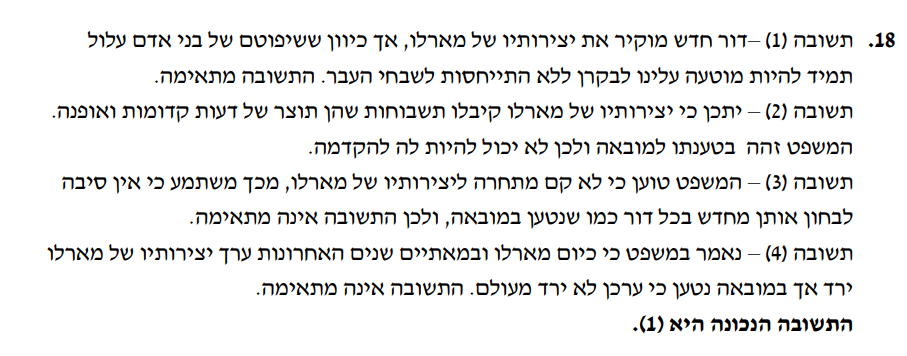 18. תשובה (1) –דור חדש מוקיר את יצירותיו של מארלו, אך כיוון ששיפוטם של בני אדם עלול
תמיד להיות מוטעה עלינו לבקרן ללא התייחסות לשבחי העבר. התשובה מתאימה.
תשובה (2) – יתכן כי יצירותיו של מארלו קיבלו תשבוחות שהן תוצר של דעות קדומות ואופנה.
המשפט זהה בטענתו למובאה ולכן לא יכול להיות לה להקדמה.
תשובה (3) – המשפט טוען כי לא קם מתחרה ליצירותיו של מארלו, מכך משתמע כי אין סיבה
לבחון אותן מחדש בכל דור כמו שנטען במובאה, ולכן התשובה אינה מתאימה.
תשובה (4) – נאמר במשפט כי כיום מארלו ובמאתיים שנים האחרונות ערך יצירותיו של מארלו
ירד אך במובאה נטען כי ערכן לא ירד מעולם. התשובה אינה מתאימה.
התשובה הנכונה היא (1).